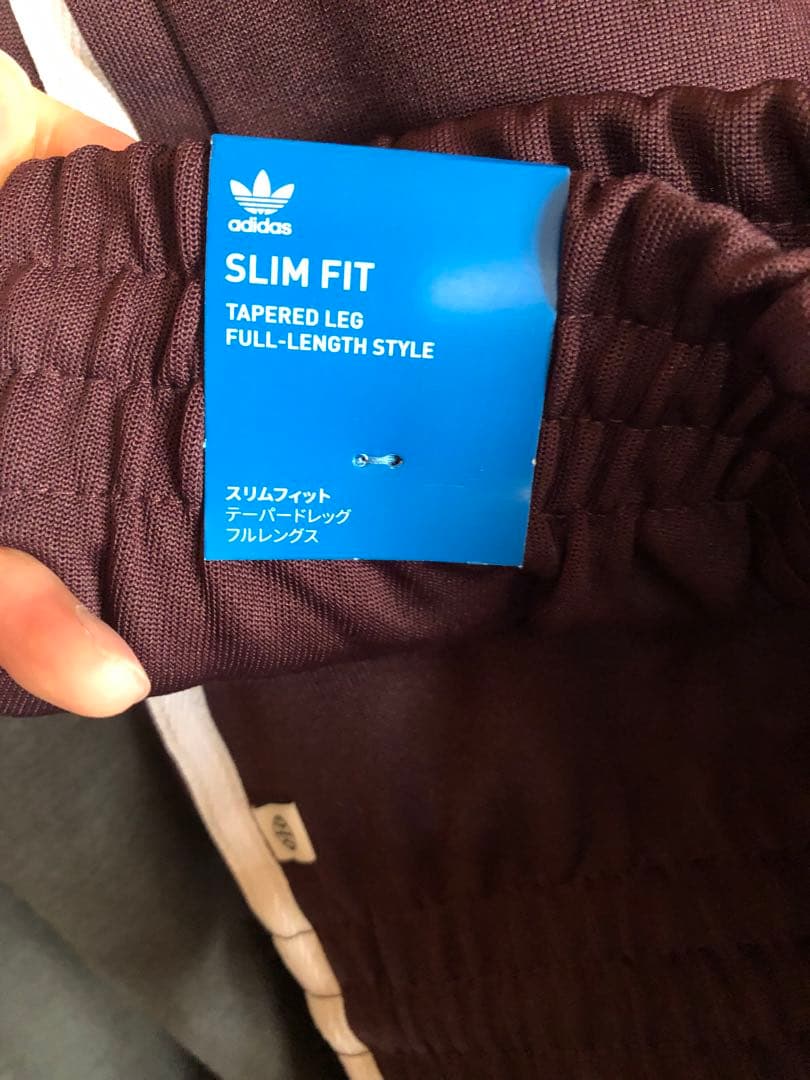 adidas
SLIM FIT
TAPERED LEG
FULL-LENGTH STYLE
スリムフィット
テーパードレッグ
フルレングス